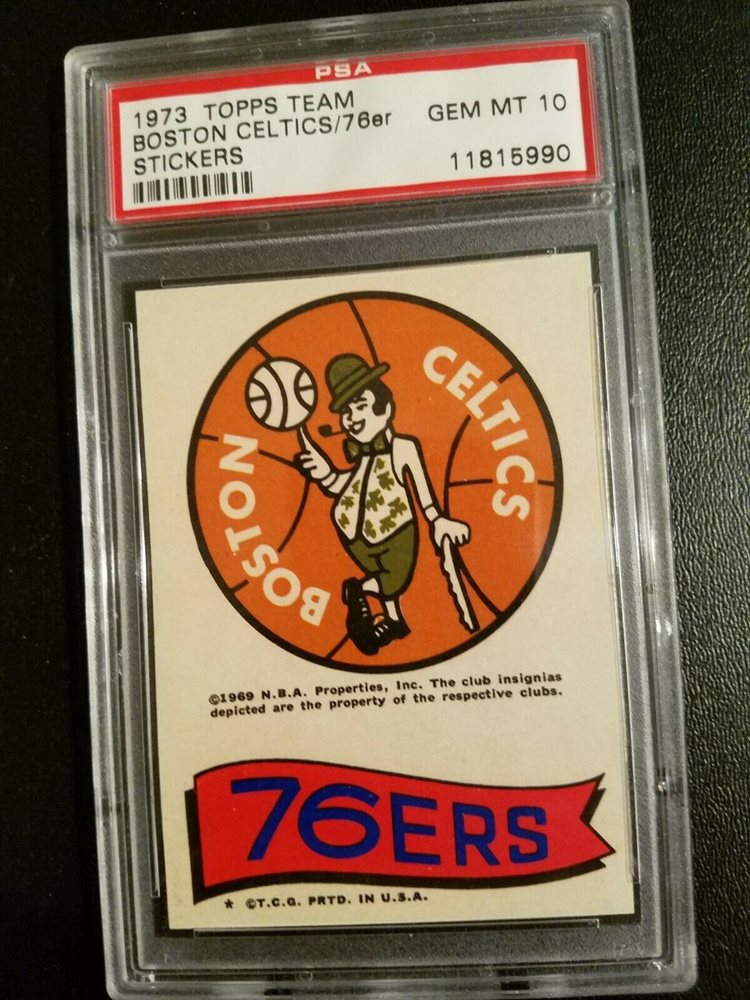 PSA
1973 TOPPS TEAM
BOSTON CELTICS/76er
STICKERS
GEM MT 10
11815990
BOSTON
CELTICS
©1969 N.B.A. Properties, Inc. The club insignias
depicted are the property of the respective clubs.
76ERS
* ©T.C.G. PRTD. IN U.S.A.